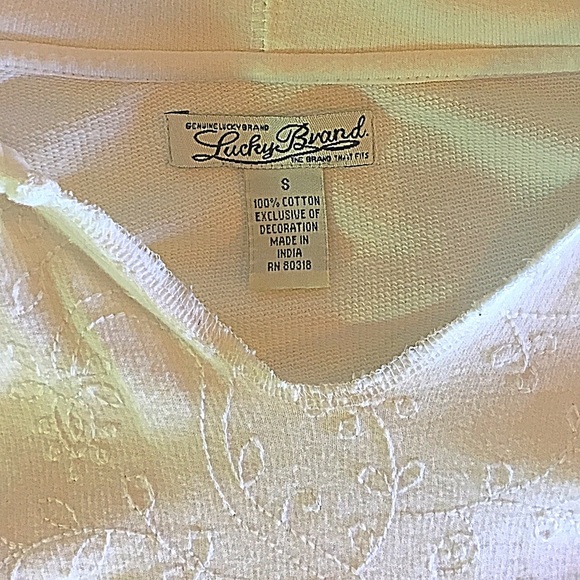 GENUINE LUCKY BRAND
Lucky Brand.
THE BRAND THAT FITS
S
100% COTTON
EXCLUSIVE OF
DECORATION
MADE IN
INDIA
RN 80318